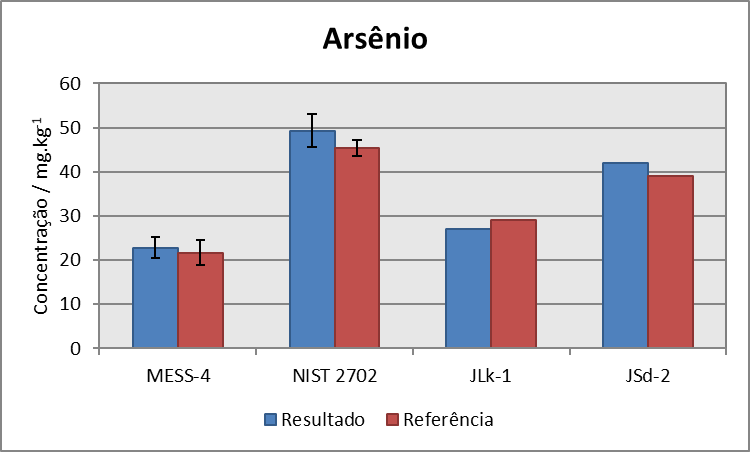 Arsênio
Concentração / mg.kg⁻¹
60
50
40
30
20
10
0
MESS-4 NIST 2702 JLk-1 JSd-2
Resultado Referência